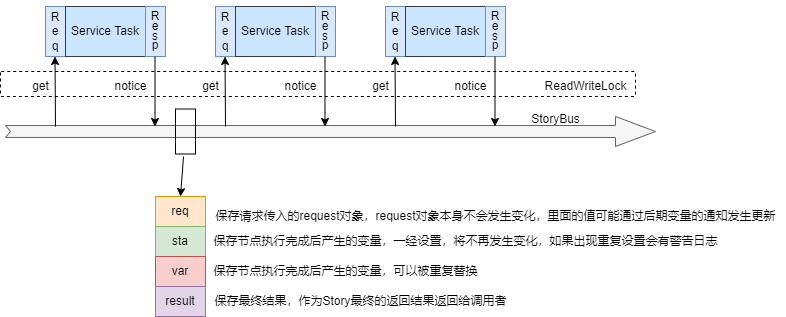 Req Service Task Resp Req Service Task Resp Req Service Task Resp
get notice get notice get notice ReadWriteLock
StoryBus
req 保存请求传入的request对象，request对象本身不会发生变化，里面的值可能通过后期变量的通知发生更新
sta 保存节点执行完成后产生的变量，一经设置，将不再发生变化，如果出现重复设置会有警告日志
var 保存节点执行完成后产生的变量，可以被重复替换
result 保存最终结果，作为Story最终的返回结果返回给调用者